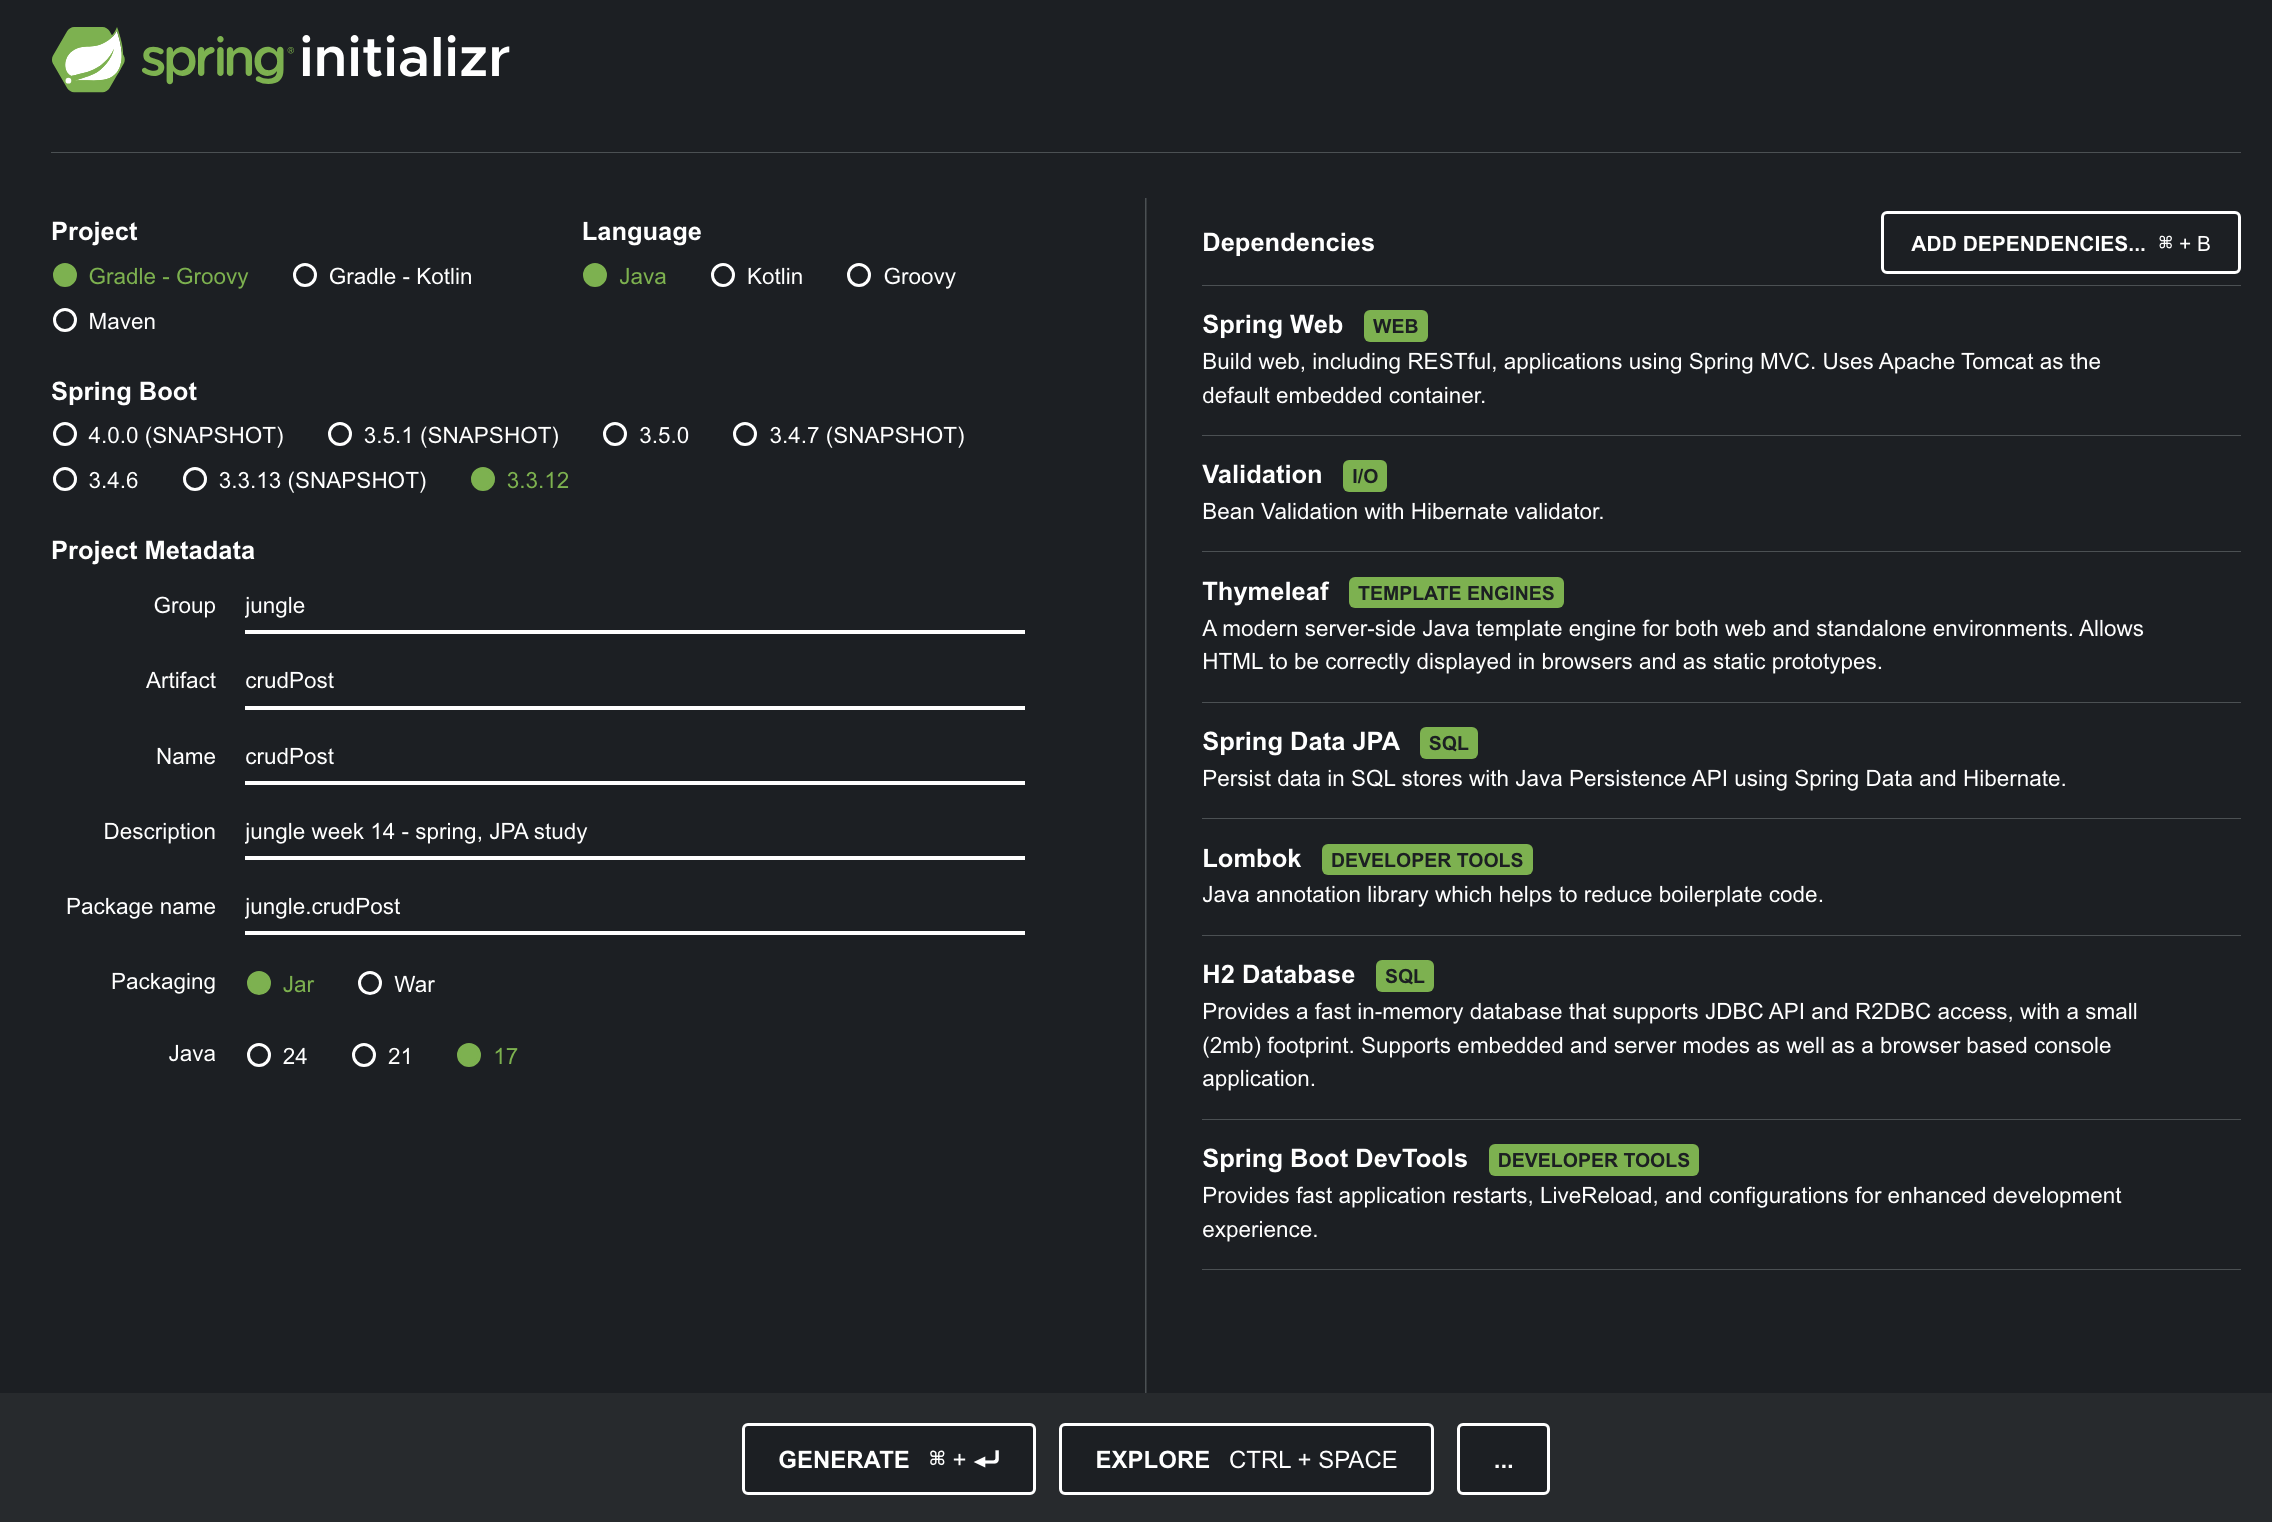 spring initializr
Project
Gradle - Groovy Gradle - Kotlin
Maven
Language
Java Kotlin Groovy
Spring Boot
4.0.0 (SNAPSHOT) 3.5.1 (SNAPSHOT) 3.5.0 3.4.7 (SNAPSHOT)
3.4.6 3.3.13 (SNAPSHOT) 3.3.12
Project Metadata
Group jungle
Artifact crudPost
Name crudPost
Description jungle week 14 - spring, JPA study
Package name jungle.crudPost
Packaging Jar War
Java 24 21 17
Dependencies
ADD DEPENDENCIES... ⌘ + B
Spring Web WEB
Build web, including RESTful, applications using Spring MVC. Uses Apache Tomcat as the
default embedded container.
Validation I/O
Bean Validation with Hibernate validator.
Thymeleaf TEMPLATE ENGINES
A modern server-side Java template engine for both web and standalone environments. Allows
HTML to be correctly displayed in browsers and as static prototypes.
Spring Data JPA SQL
Persist data in SQL stores with Java Persistence API using Spring Data and Hibernate.
Lombok DEVELOPER TOOLS
Java annotation library which helps to reduce boilerplate code.
H2 Database SQL
Provides a fast in-memory database that supports JDBC API and R2DBC access, with a small
(2mb) footprint. Supports embedded and server modes as well as a browser based console
application.
Spring Boot DevTools DEVELOPER TOOLS
Provides fast application restarts, LiveReload, and configurations for enhanced development
experience.
GENERATE ⌘ + ⏎
EXPLORE CTRL + SPACE
...